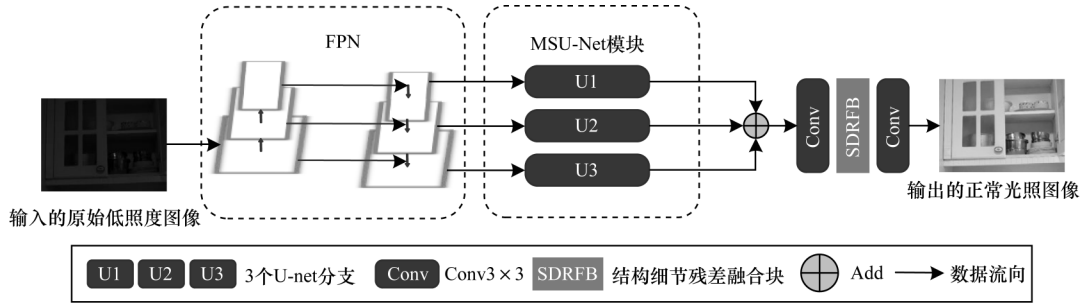 FPN
MSU-Net模块
U1
U2
U3
Conv
SDRFB
Conv
输入的原始低照度图像
输出的正常光照图像
U1 U2 U3 3个U-net分支 Conv Conv3×3 SDRFB 结构细节残差融合块 Add 数据流向